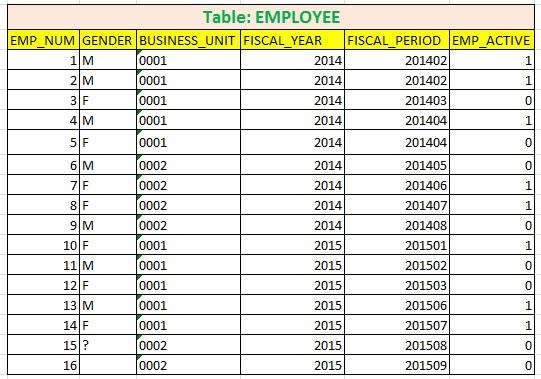 Table: EMPLOYEE
EMP_NUM GENDER BUSINESS_UNIT FISCAL_YEAR FISCAL_PERIOD EMP_ACTIVE
1 M 0001 2014 201402 1
2 M 0001 2014 201402 1
3 F 0001 2014 201403 0
4 M 0001 2014 201404 1
5 F 0001 2014 201404 0
6 M 0002 2014 201405 0
7 F 0002 2014 201406 1
8 F 0002 2014 201407 1
9 M 0002 2014 201408 0
10 F 0001 2015 201501 1
11 M 0001 2015 201502 0
12 F 0001 2015 201503 0
13 M 0001 2015 201506 1
14 F 0001 2015 201507 1
15 ? 0002 2015 201508 0
16 0002 2015 201509 0